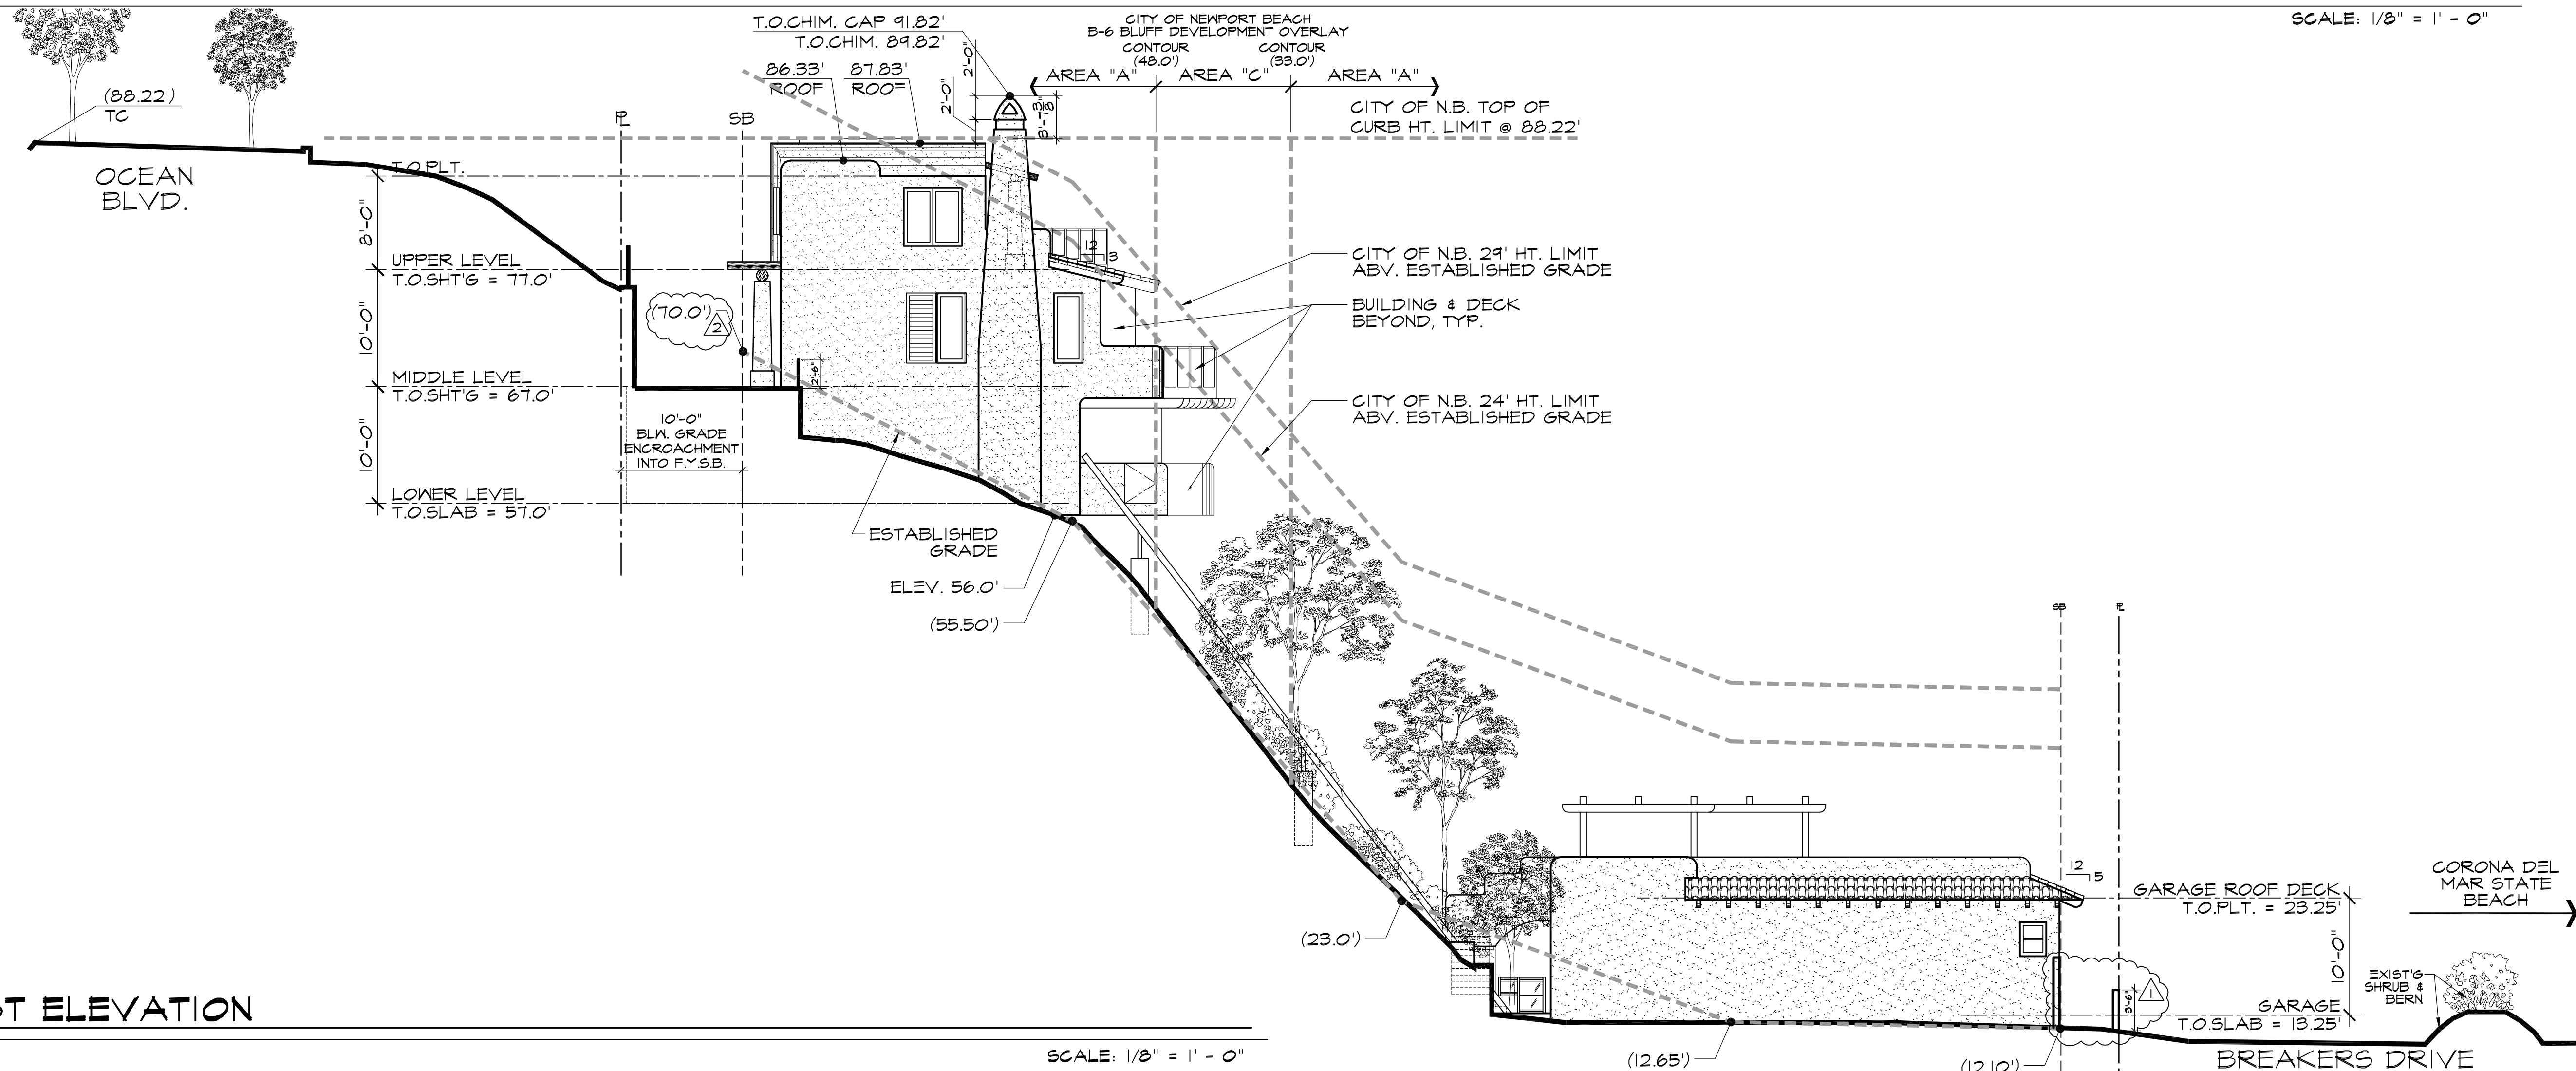 SCALE: 1/8" = 1' - 0"
T.O.CHIM. CAP 91.82'
T.O.CHIM. 89.82'
CITY OF NEWPORT BEACH
B-6 BLUFF DEVELOPMENT OVERLAY
CONTOUR
(48.0')
CONTOUR
(33.0')
AREA "A"
AREA "C"
AREA "A"
86.33'
ROOF
87.83'
ROOF
2'-0"
2'-0"
3'-7 3/8"
CITY OF N.B. TOP OF
CURB HT. LIMIT @ 88.22'
(88.22')
TC
OCEAN
BLVD.
PL
SB
T.O.PLT.
8'-0"
UPPER LEVEL
T.O.SHT'G = 77.0'
10'-0"
MIDDLE LEVEL
T.O.SHT'G = 67.0'
10'-0"
LOWER LEVEL
T.O.SLAB = 57.0'
(70.0')
2
2'-6"
10'-0"
BLW. GRADE
ENCROACHMENT
INTO F.Y.S.B.
12
3
CITY OF N.B. 29' HT. LIMIT
ABV. ESTABLISHED GRADE
BUILDING & DECK
BEYOND, TYP.
CITY OF N.B. 24' HT. LIMIT
ABV. ESTABLISHED GRADE
ESTABLISHED
GRADE
ELEV. 56.0'
(55.50')
SB
PL
(23.0')
12
5
GARAGE ROOF DECK
T.O.PLT. = 23.25'
10'-0"
GARAGE
T.O.SLAB = 13.25'
3'-6"
1
CORONA DEL
MAR STATE
BEACH
EXIST'G
SHRUB &
BERN
BREAKERS DRIVE
(12.65')
(12.10')
ST ELEVATION
SCALE: 1/8" = 1' - 0"